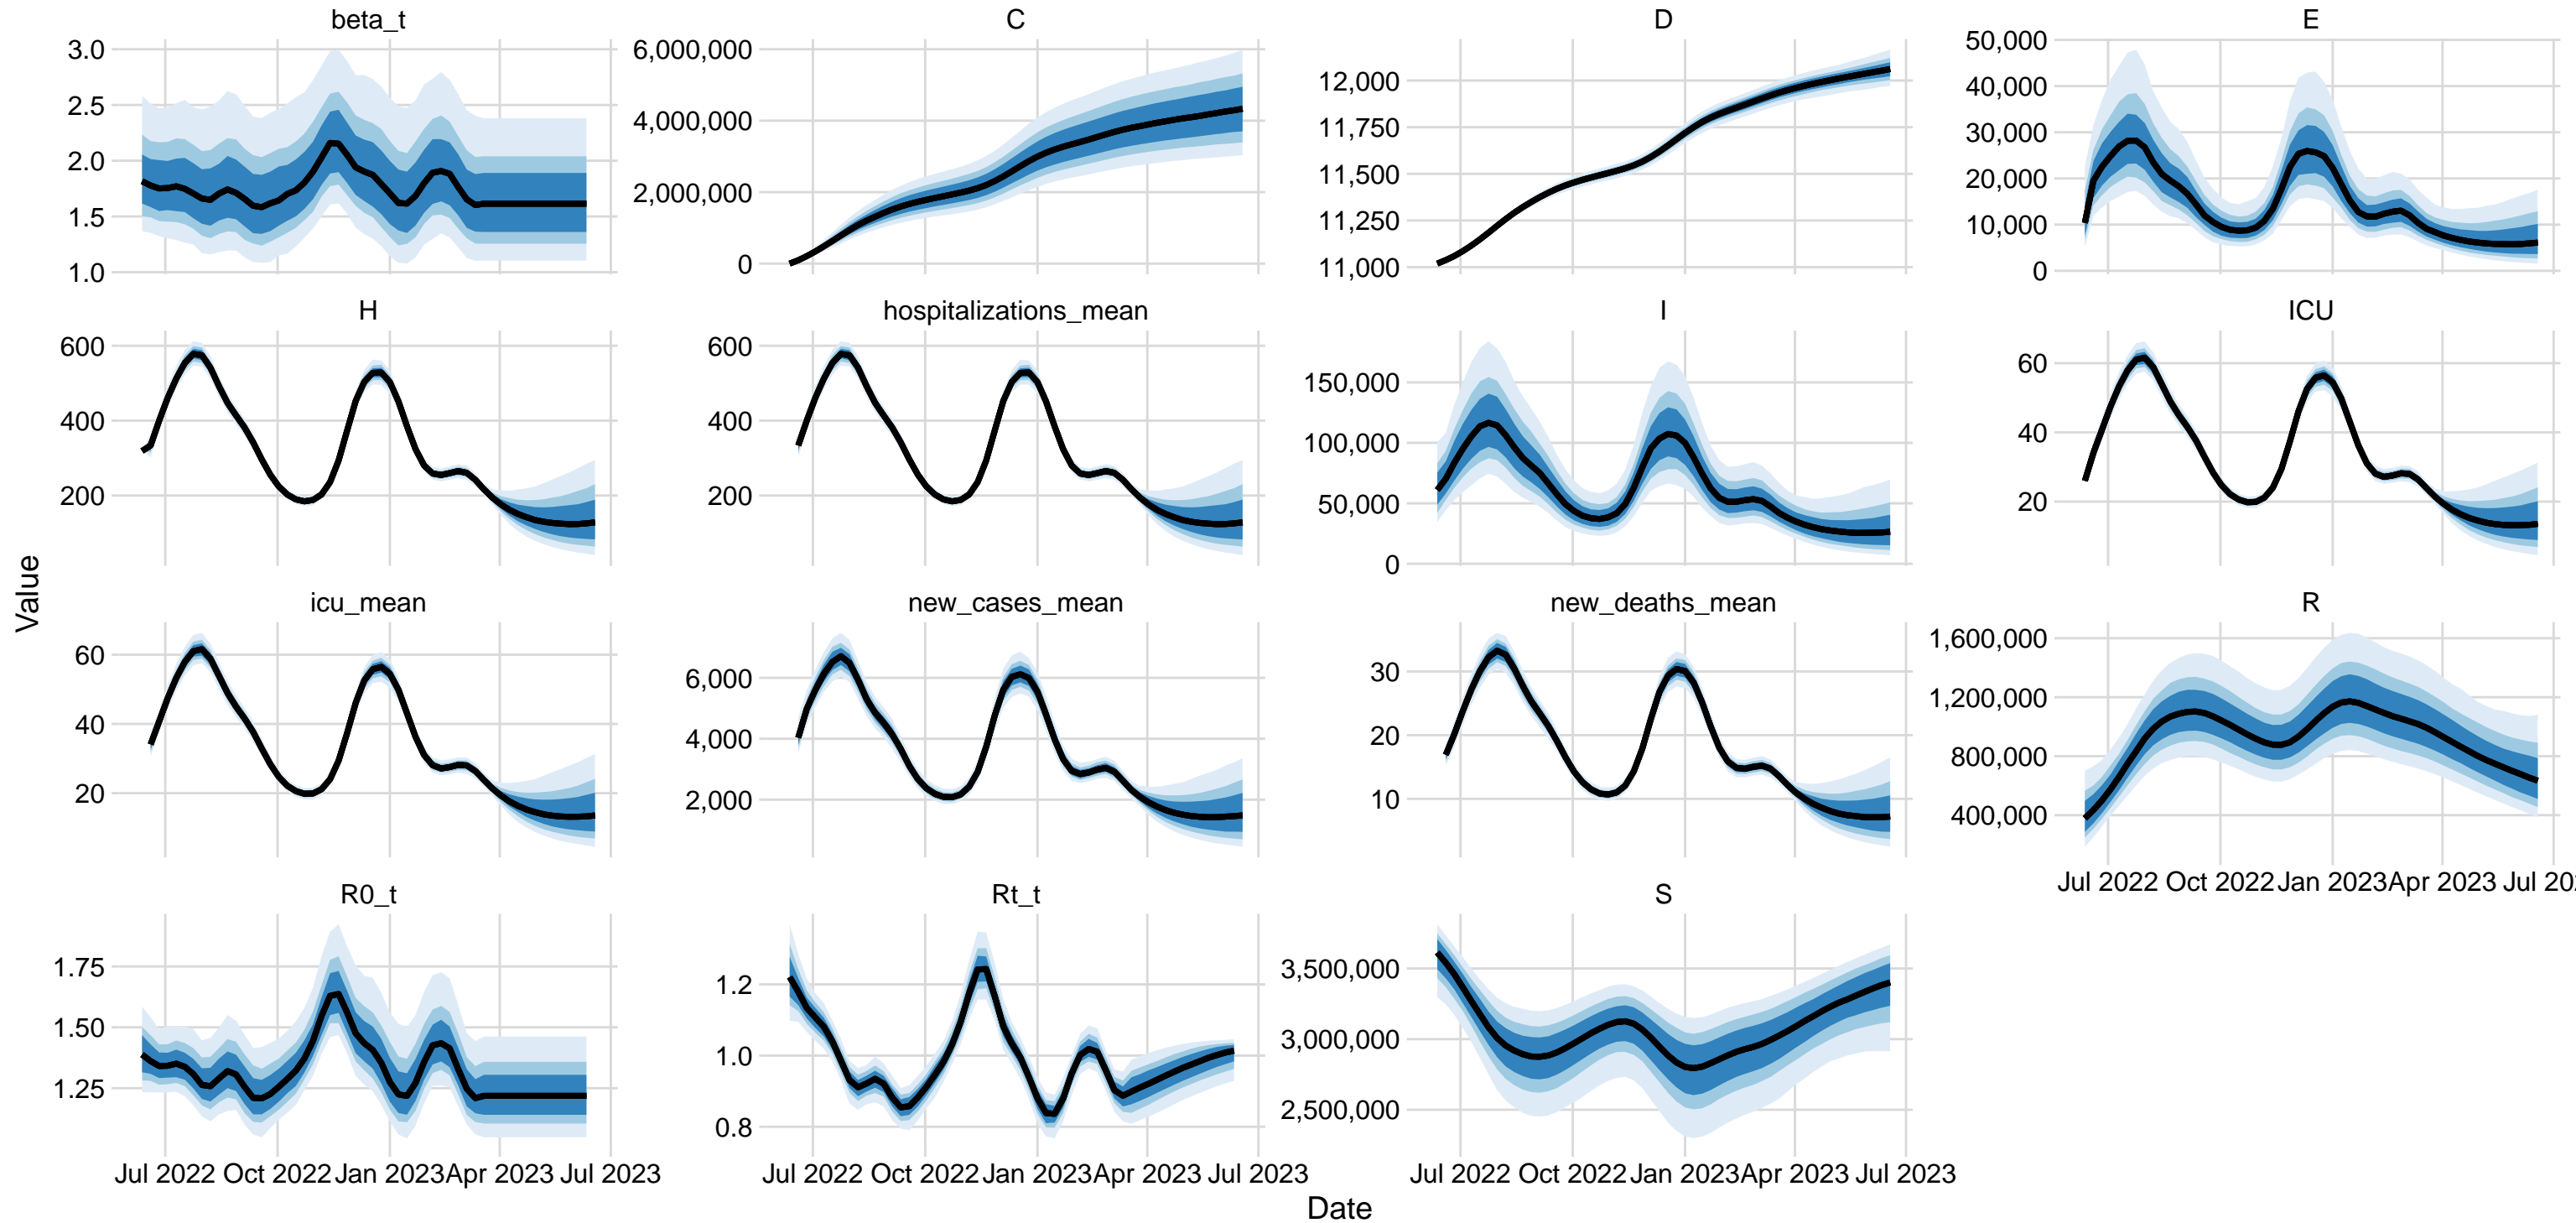 beta_t
C
D
E
3.0
2.5
2.0
1.5
1.0
6,000,000
4,000,000
2,000,000
0
12,000
11,750
11,500
11,250
11,000
50,000
40,000
30,000
20,000
10,000
0
H
hospitalizations_mean
I
ICU
600
400
200
600
400
200
150,000
100,000
50,000
0
60
40
20
Value
icu_mean
new_cases_mean
new_deaths_mean
R
60
40
20
6,000
4,000
2,000
30
20
10
1,600,000
1,200,000
800,000
400,000
Jul 2022 Oct 2022 Jan 2023 Apr 2023 Jul 202
R0_t
Rt_t
S
1.75
1.50
1.25
1.2
1.0
0.8
3,500,000
3,000,000
2,500,000
Jul 2022 Oct 2022 Jan 2023 Apr 2023 Jul 2023
Jul 2022 Oct 2022 Jan 2023 Apr 2023 Jul 2023
Jul 2022 Oct 2022 Jan 2023 Apr 2023 Jul 2023
Date